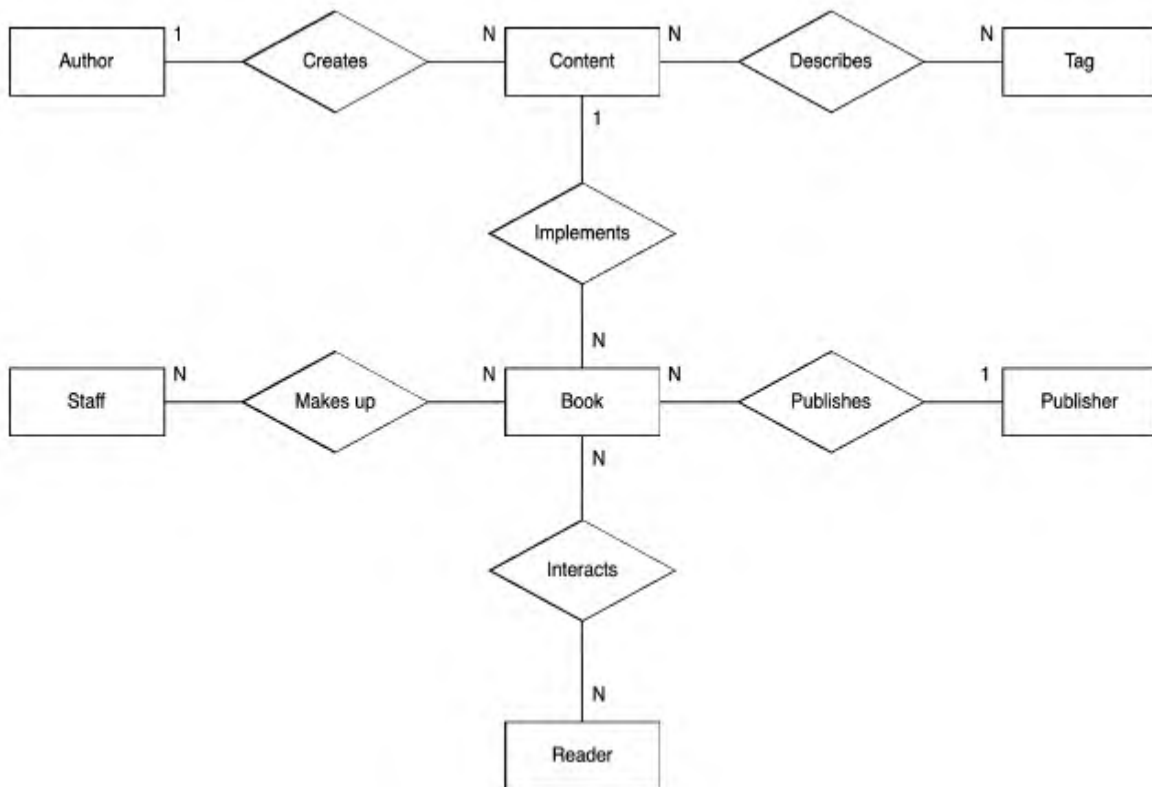 1
N
N
N
Author
Creates
Content
Describes
Tag
1
Implements
N
N
N
N
1
Staff
Makes up
Book
Publishes
Publisher
N
Interacts
N
Reader